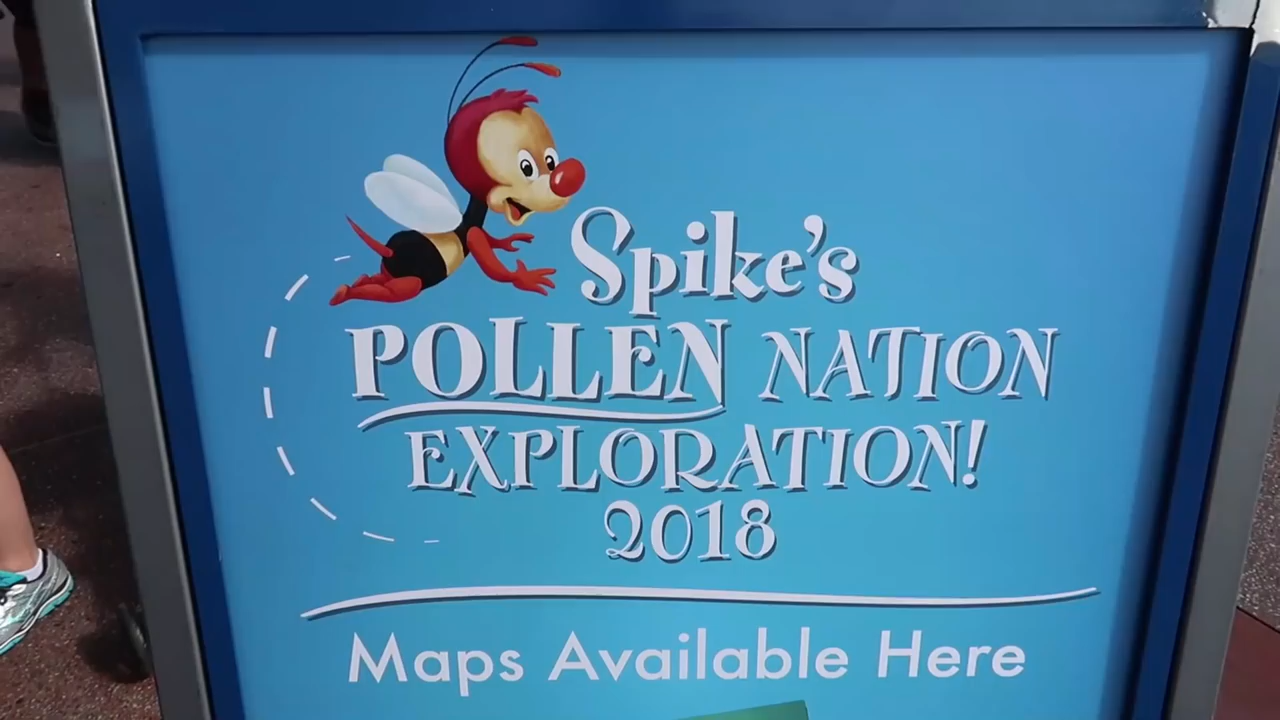 Spike's
POLLEN NATION
EXPLORATION!
2018
Maps Available Here